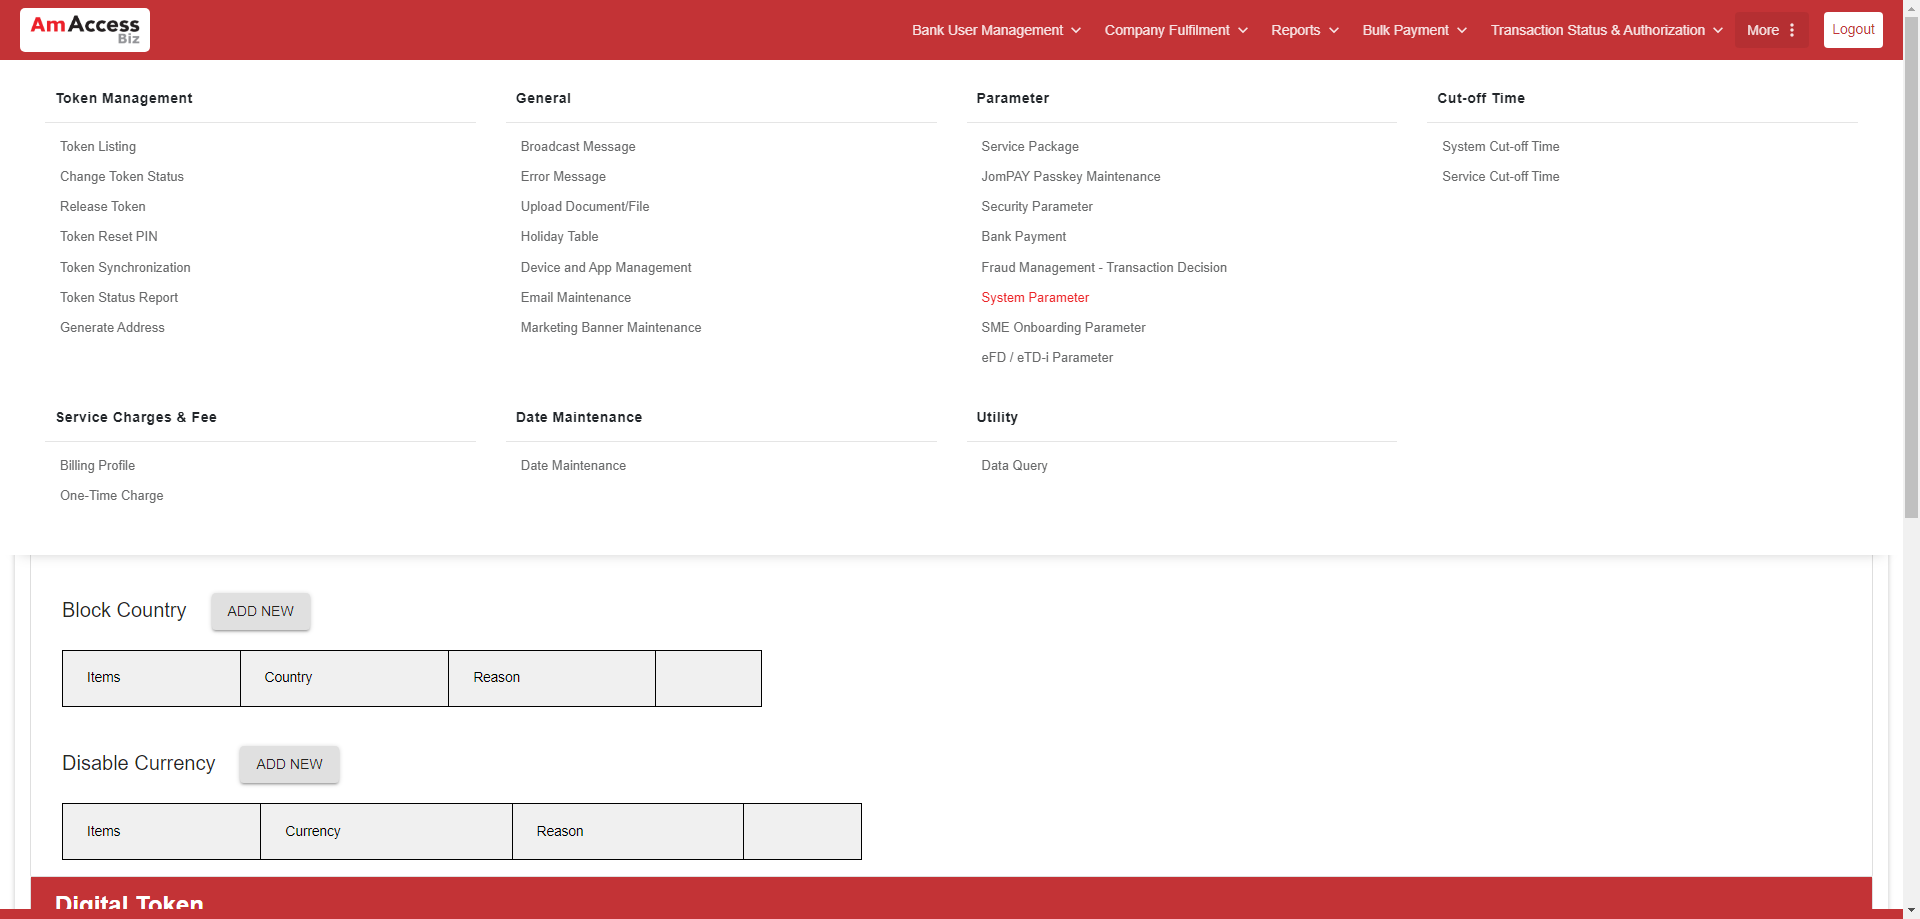 AmAccess
Biz
Bank User Management
Company Fulfilment
Reports
Bulk Payment
Transaction Status & Authorization
More
Logout
Token Management
Token Listing
Change Token Status
Release Token
Token Reset PIN
Token Synchronization
Token Status Report
Generate Address
General
Broadcast Message
Error Message
Upload Document/File
Holiday Table
Device and App Management
Email Maintenance
Marketing Banner Maintenance
Parameter
Service Package
JomPAY Passkey Maintenance
Security Parameter
Bank Payment
Fraud Management - Transaction Decision
System Parameter
SME Onboarding Parameter
eFD / eTD-i Parameter
Cut-off Time
System Cut-off Time
Service Cut-off Time
Service Charges & Fee
Billing Profile
One-Time Charge
Date Maintenance
Date Maintenance
Utility
Data Query
Block Country
ADD NEW
Items
Country
Reason
Disable Currency
ADD NEW
Items
Currency
Reason
Digital Token